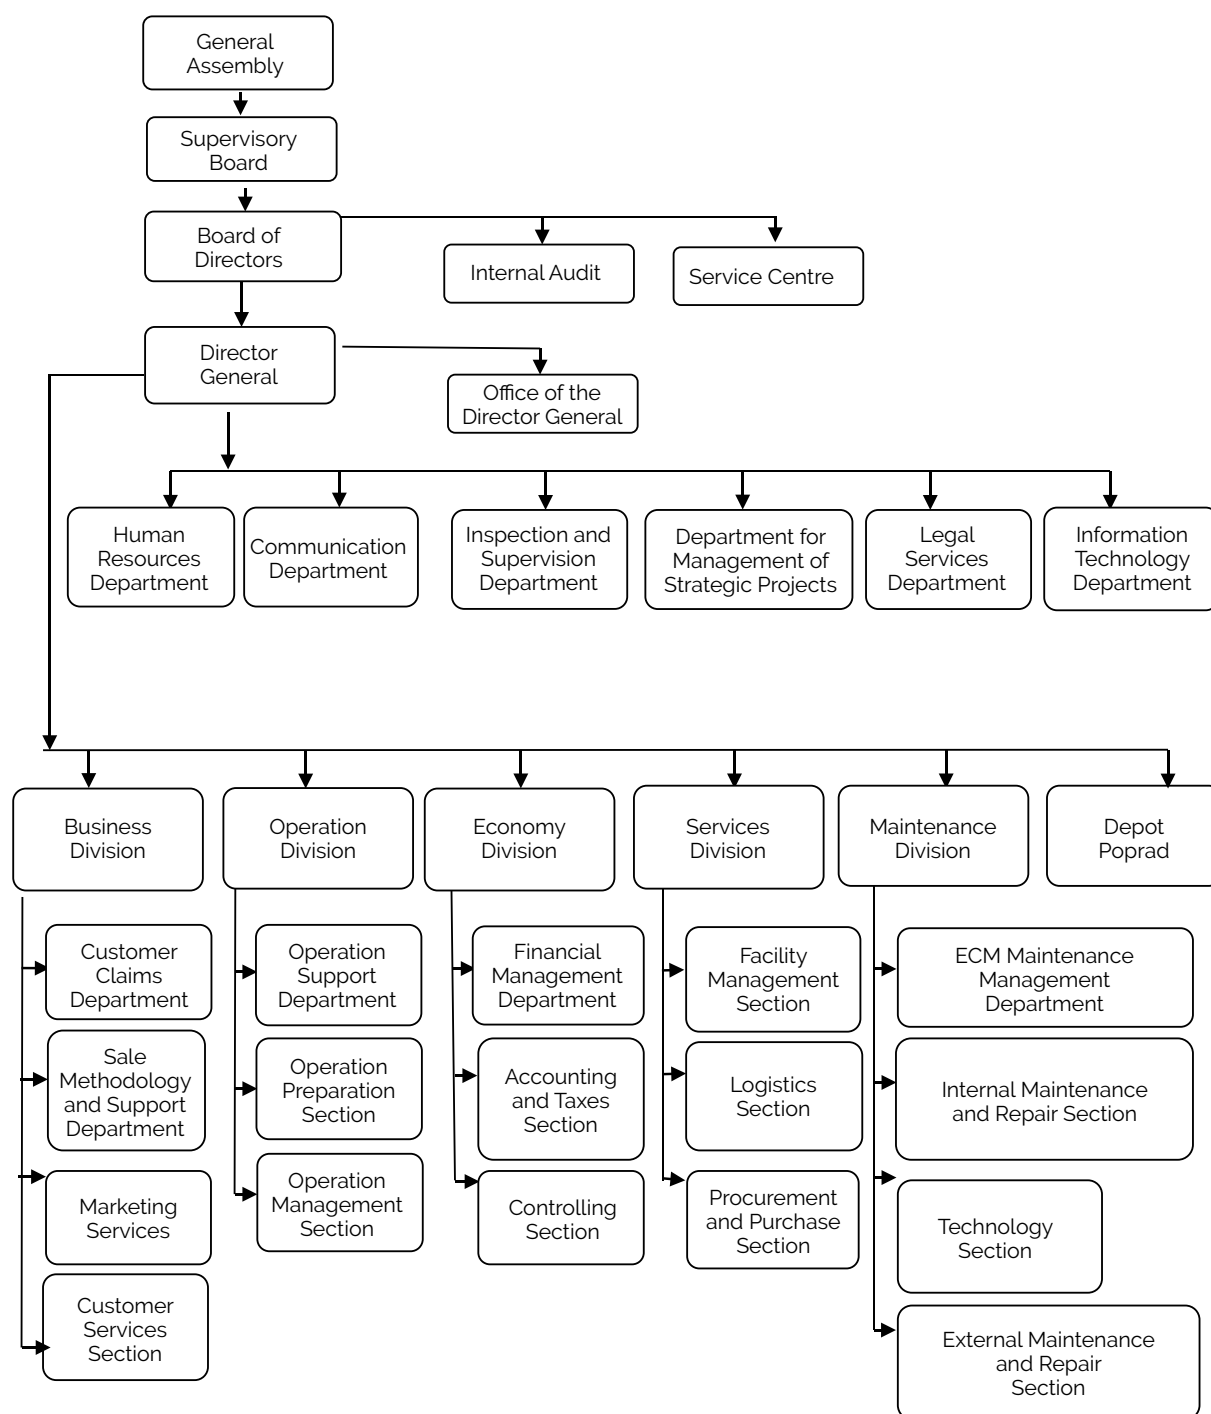 General
Assembly
Supervisory
Board
Board of
Directors
Internal Audit
Service Centre
Director
General
Office of the
Director General
Human
Resources
Department
Communication
Department
Inspection and
Supervision
Department
Department for
Management of
Strategic Projects
Legal
Services
Department
Information
Technology
Department
Business
Division
Operation
Division
Economy
Division
Services
Division
Maintenance
Division
Depot
Poprad
Customer
Claims
Department
Sale
Methodology
and Support
Department
Marketing
Services
Customer
Services
Section
Operation
Support
Department
Operation
Preparation
Section
Operation
Management
Section
Financial
Management
Department
Accounting
and Taxes
Section
Controlling
Section
Facility
Management
Section
Logistics
Section
Procurement
and Purchase
Section
ECM Maintenance
Management
Department
Internal Maintenance
and Repair Section
Technology
Section
External Maintenance
and Repair
Section